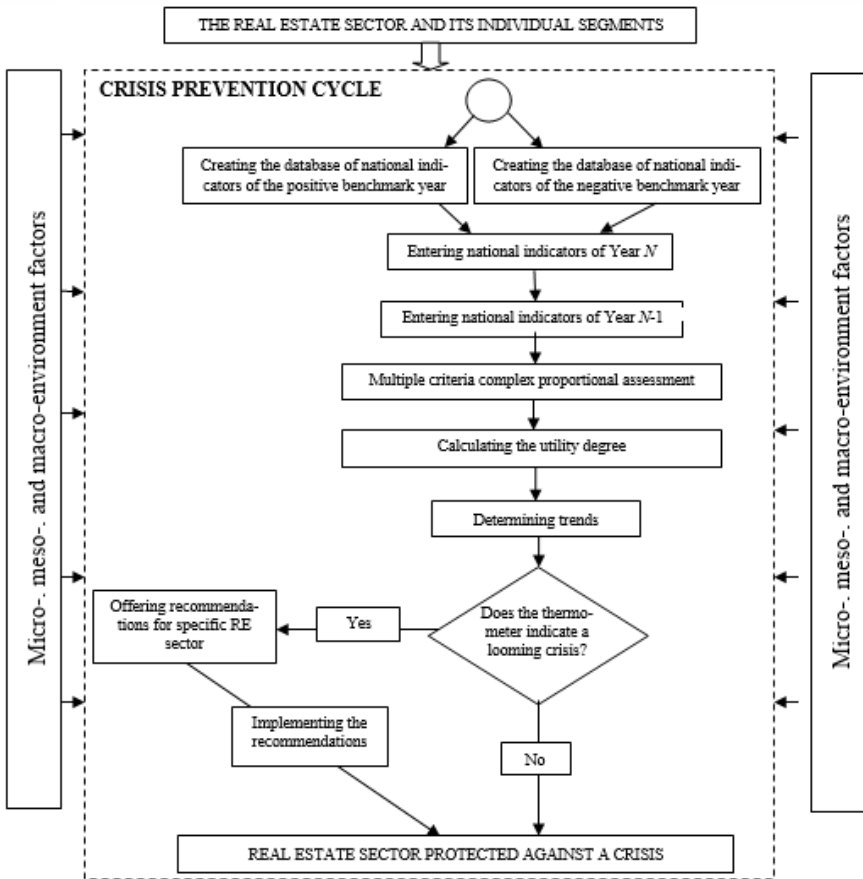 THE REAL ESTATE SECTOR AND ITS INDIVIDUAL SEGMENTS
CRISIS PREVENTION CYCLE
Creating the database of national indi-
cators of the positive benchmark year
Creating the database of national indi-
cators of the negative benchmark year
Entering national indicators of Year N
Entering national indicators of Year N-1
Multiple criteria complex proportional assessment
Calculating the utility degree
Determining trends
Does the thermo-
meter indicate a
looming crisis?
Yes
Offering recommenda-
tions for specific RE
sector
Implementing the
recommendations
No
REAL ESTATE SECTOR PROTECTED AGAINST A CRISIS
Micro-. meso-. and macro-environment factors
Micro-. meso-. and macro-environment factors